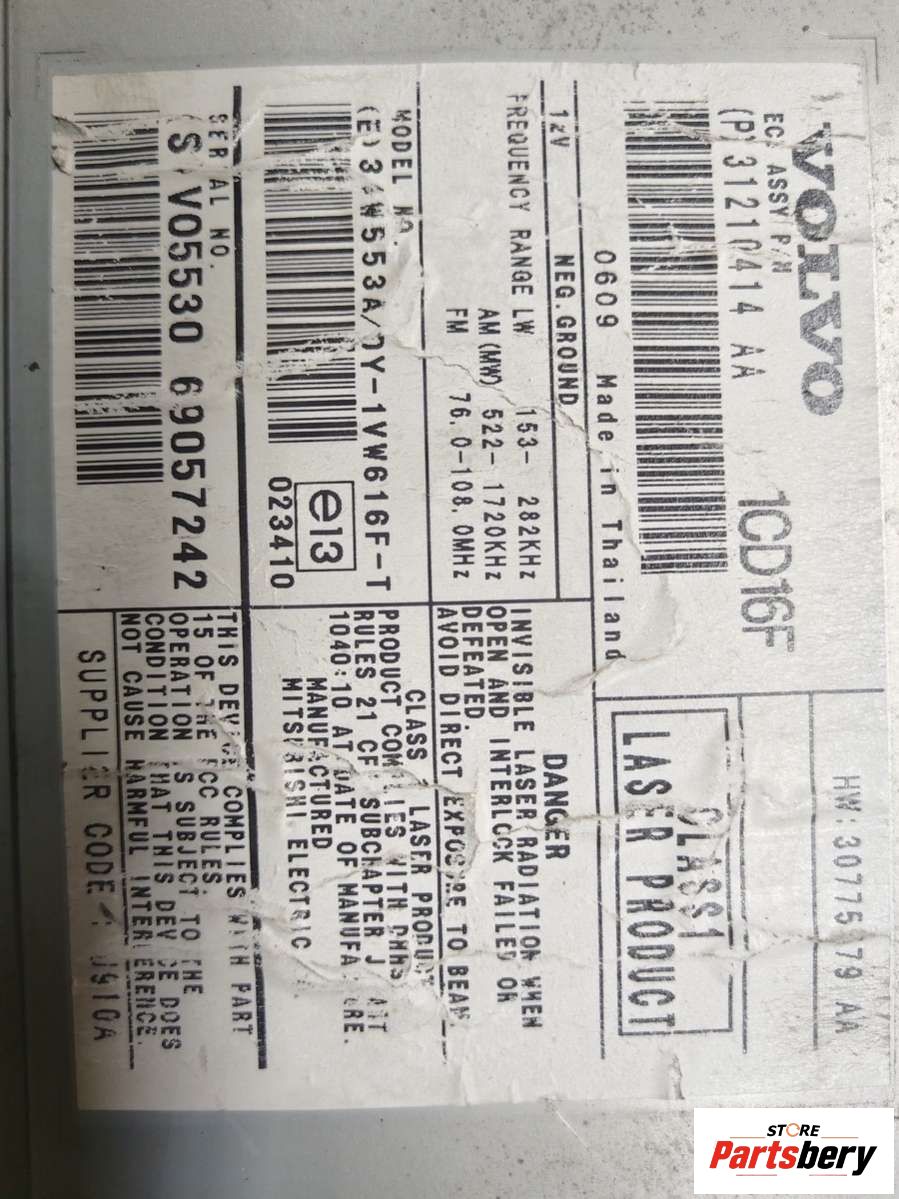 VOLVO
1CD16F
HW:30775 79 AA
ECU ASSY P/N
(P) 31210414 AA
0609 Made in Thailand
CLASS1
LASER PRODUCT
12V NEG.GROUND
FREQUENCY RANGE LW 153- 282KHz
AM(MW) 522- 1720KHz
FM 76.0-108.0MHz
DANGER
INVISIBLE LASER RADIATION WHEN
OPEN AND INTERLOCK FAILED OR
DEFEATED.
AVOID DIRECT EXPOSURE TO BEAM.
MODEL NO.
(E) 34W553A/ Y-1VW616F-T
e13
023410
CLASS 1 LASER PRODUCT
PRODUCT COMPLIES WITH DHHS
RULES 21 CFR SUBCHAPTER J
1040:10 AT DATE OF MANUFACTURE.
MANUFACTURED
MITSUBISHI ELECTRIC
SERIAL NO.
S V05530 69057242
THIS DEVICE COMPLIES WITH PART
15 OF THE FCC RULES.
OPERATION IS SUBJECT TO THE
CONDITION THAT THIS DEVICE DOES
NOT CAUSE HARMFUL INTERFERENCE.
SUPPLIER CODE
STORE
Partsbery